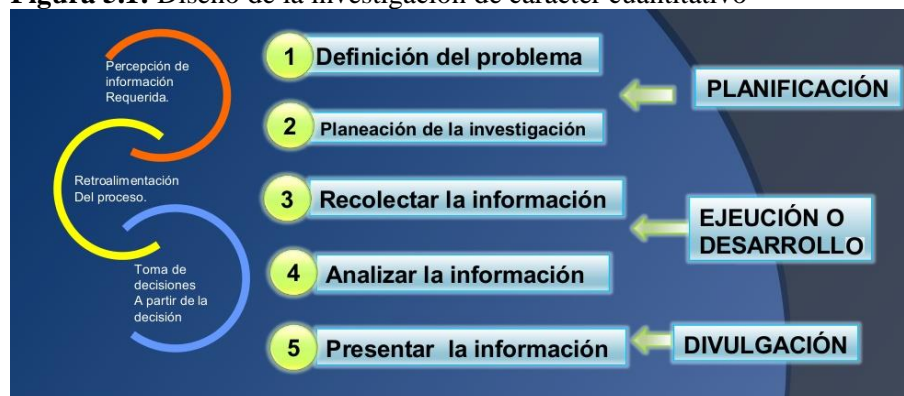 Figura 3.1. Diseño de la investigación de carácter cuantitativo
Percepción de
información
Requerida.
Retroalimentación
Del proceso.
Toma de
decisiones
A partir de la
decisión
1 Definición del problema
2 Planeación de la investigación
PLANIFICACIÓN
3 Recolectar la información
4 Analizar la información
EJEUCIÓN O
DESARROLLO
5 Presentar la información
DIVULGACIÓN